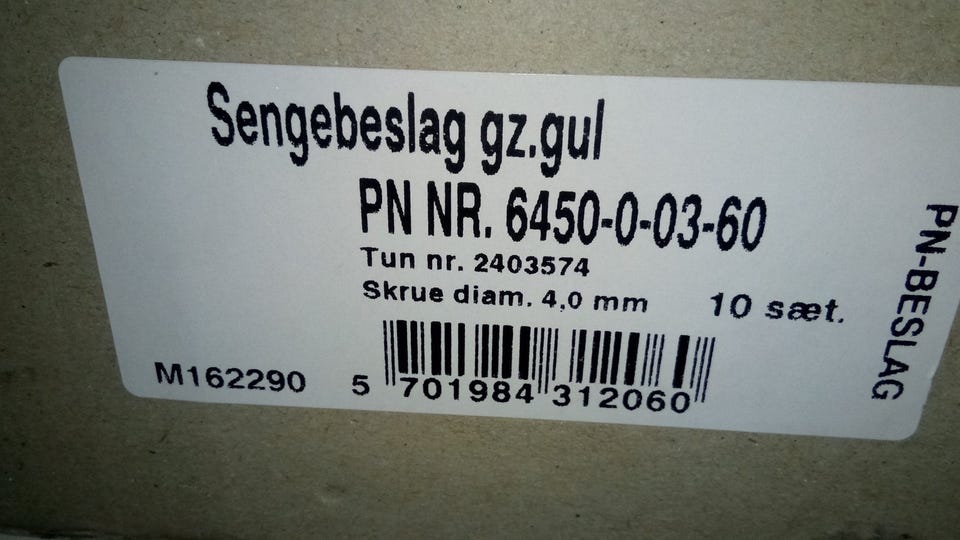 Sengebeslag gz.gul
PN NR. 6450-0-03-60
Tun nr. 2403574
Skrue diam. 4,0 mm 10 sæt.
M162290 5 701984 312060
PN-BESLAG